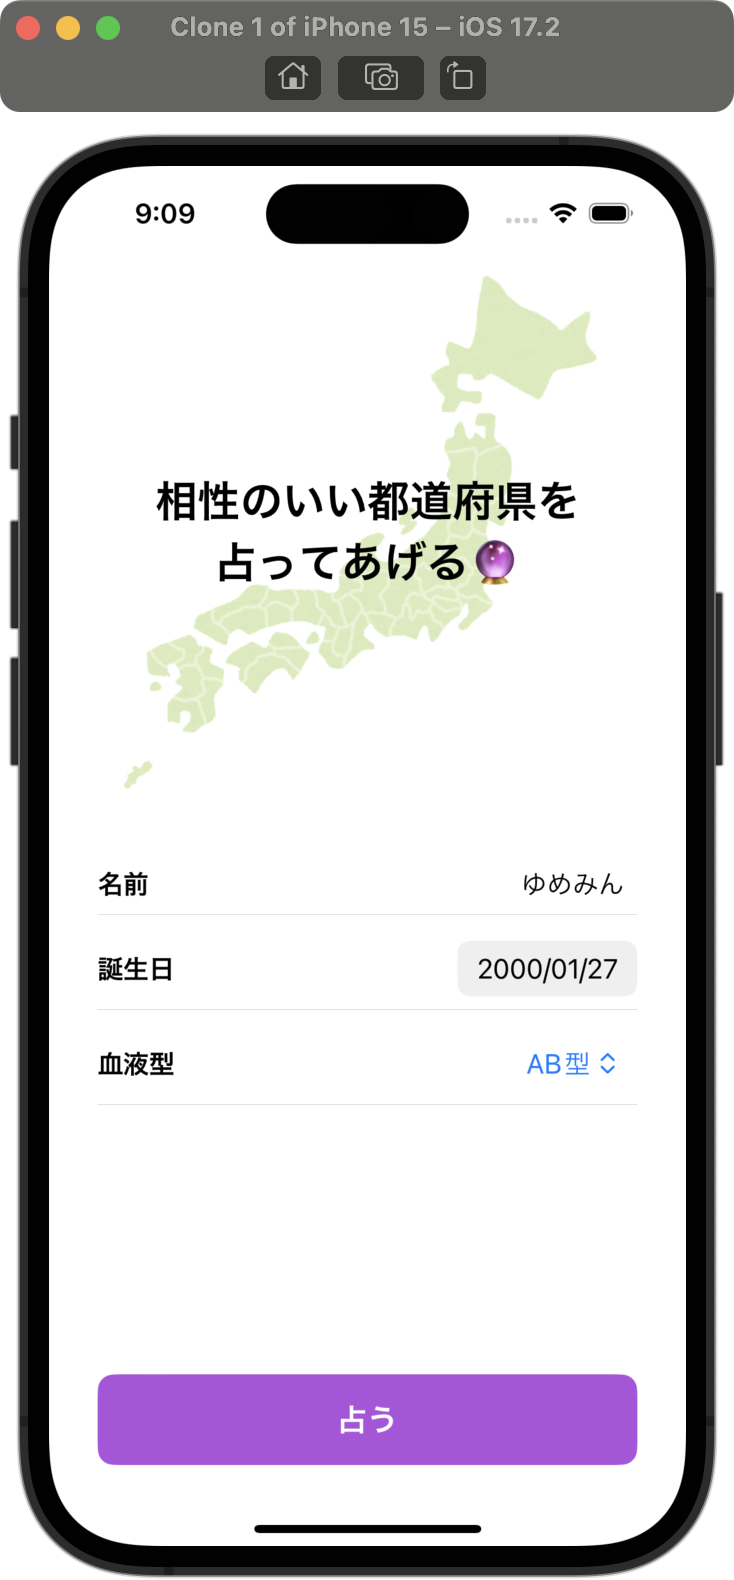 Clone 1 of iPhone 15 – iOS 17.2
9:09
相性のいい都道府県を
占ってあげる🔮
名前 ゆめみん
誕生日 2000/01/27
血液型 AB型
占う